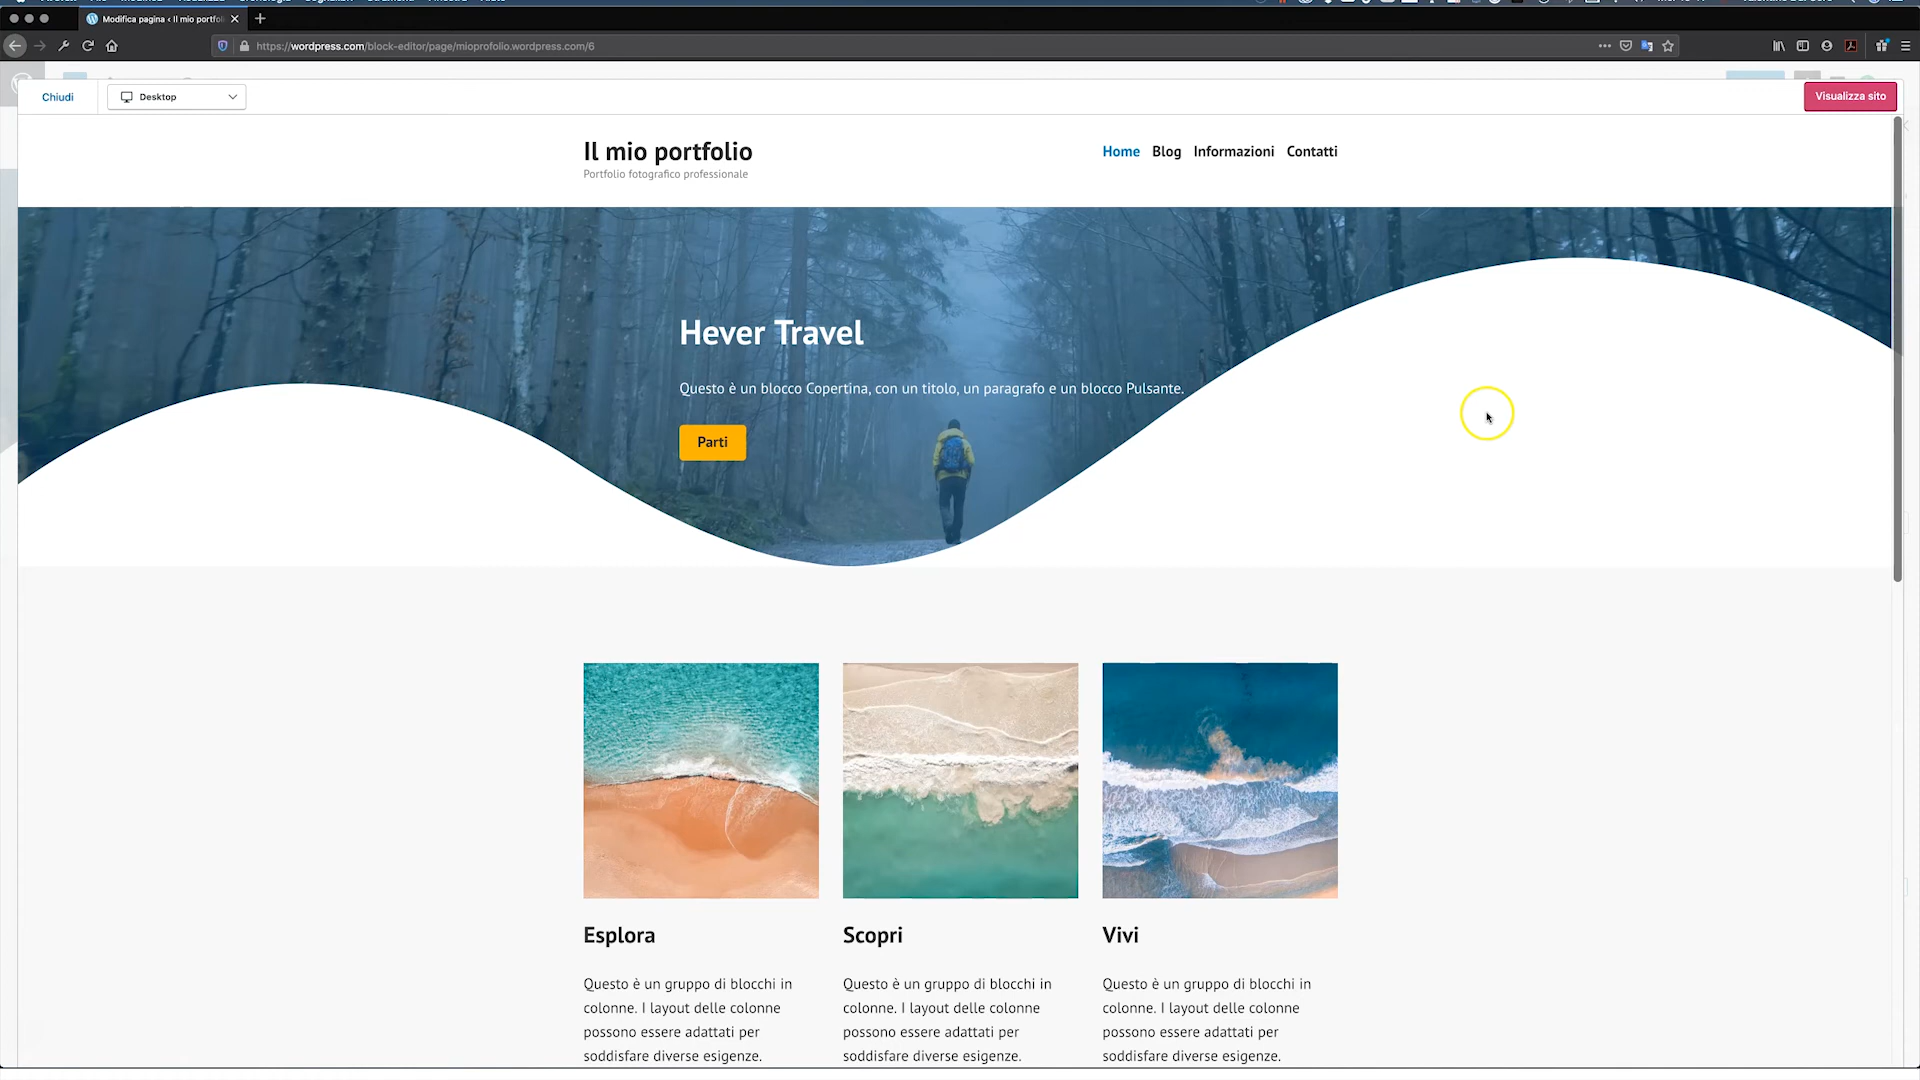 Modifica pagina ‹ Il mio portfoli
https://wordpress.com/block-editor/page/mioprofolio.wordpress.com/6
Chiudi
Desktop
Visualizza sito
Il mio portfolio
Portfolio fotografico professionale
Home Blog Informazioni Contatti
Hever Travel
Questo è un blocco Copertina, con un titolo, un paragrafo e un blocco Pulsante.
Parti
Esplora
Questo è un gruppo di blocchi in
colonne. I layout delle colonne
possono essere adattati per
soddisfare diverse esigenze.
Scopri
Questo è un gruppo di blocchi in
colonne. I layout delle colonne
possono essere adattati per
soddisfare diverse esigenze.
Vivi
Questo è un gruppo di blocchi in
colonne. I layout delle colonne
possono essere adattati per
soddisfare diverse esigenze.